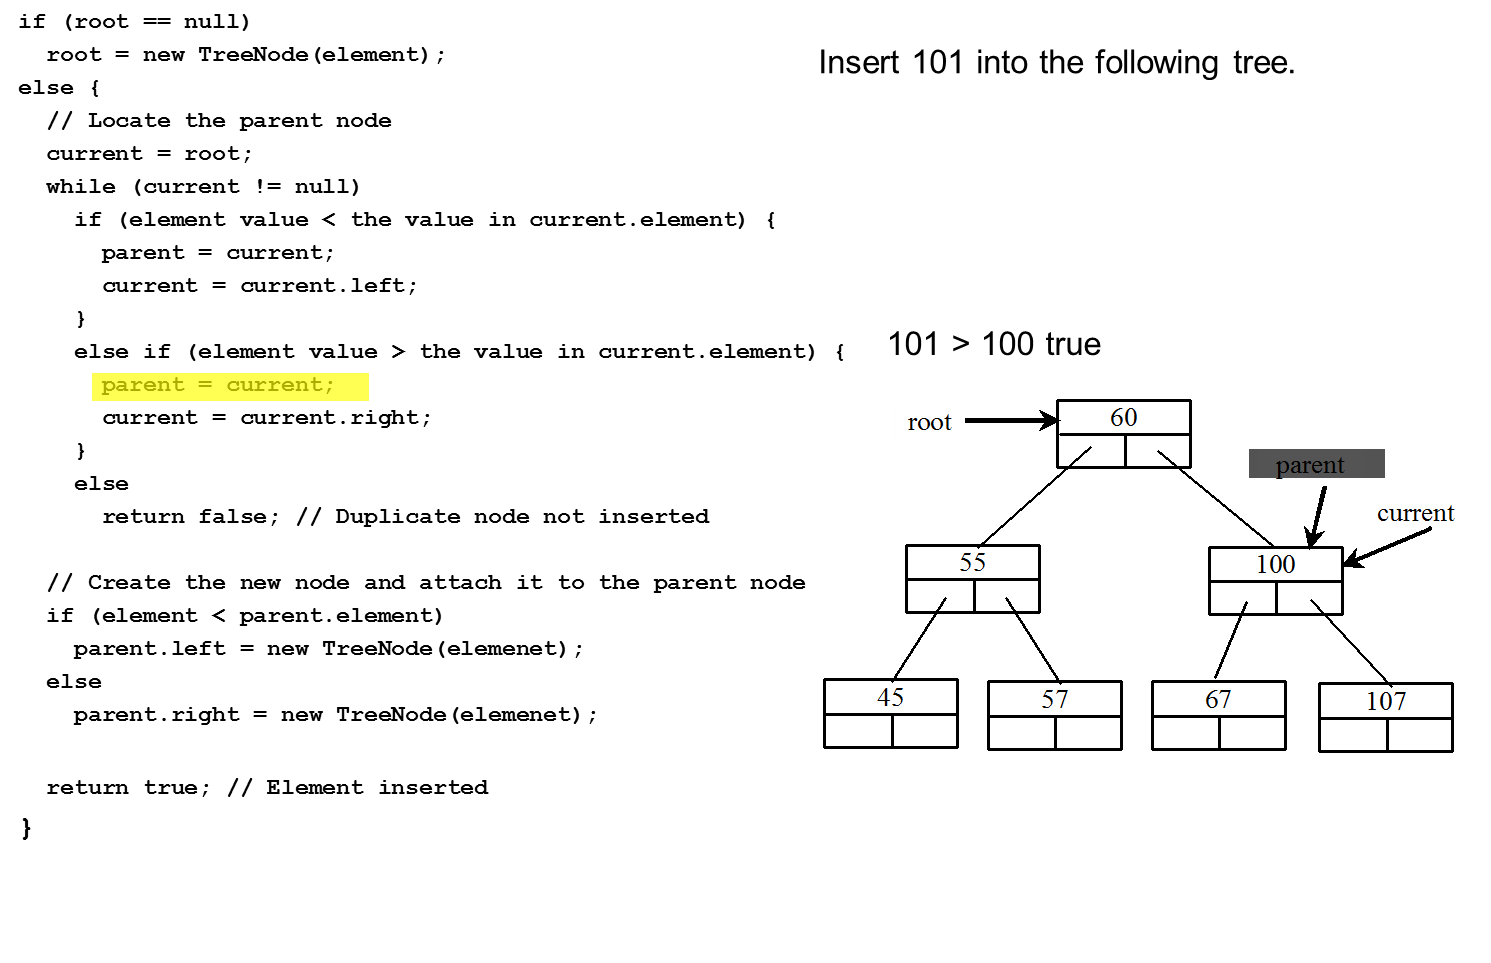 if (root == null)
root = new TreeNode(element);
else {
// Locate the parent node
current = root;
while (current != null)
if (element value < the value in current.element) {
parent = current;
current = current.left;
}
else if (element value > the value in current.element) {
parent = current;
current = current.right;
}
else
return false; // Duplicate node not inserted
// Create the new node and attach it to the parent node
if (element < parent.element)
parent.left = new TreeNode(elemenet);
else
parent.right = new TreeNode(elemenet);
return true; // Element inserted
}
Insert 101 into the following tree.
101 > 100 true
root
60
parent
current
55
100
45
57
67
107